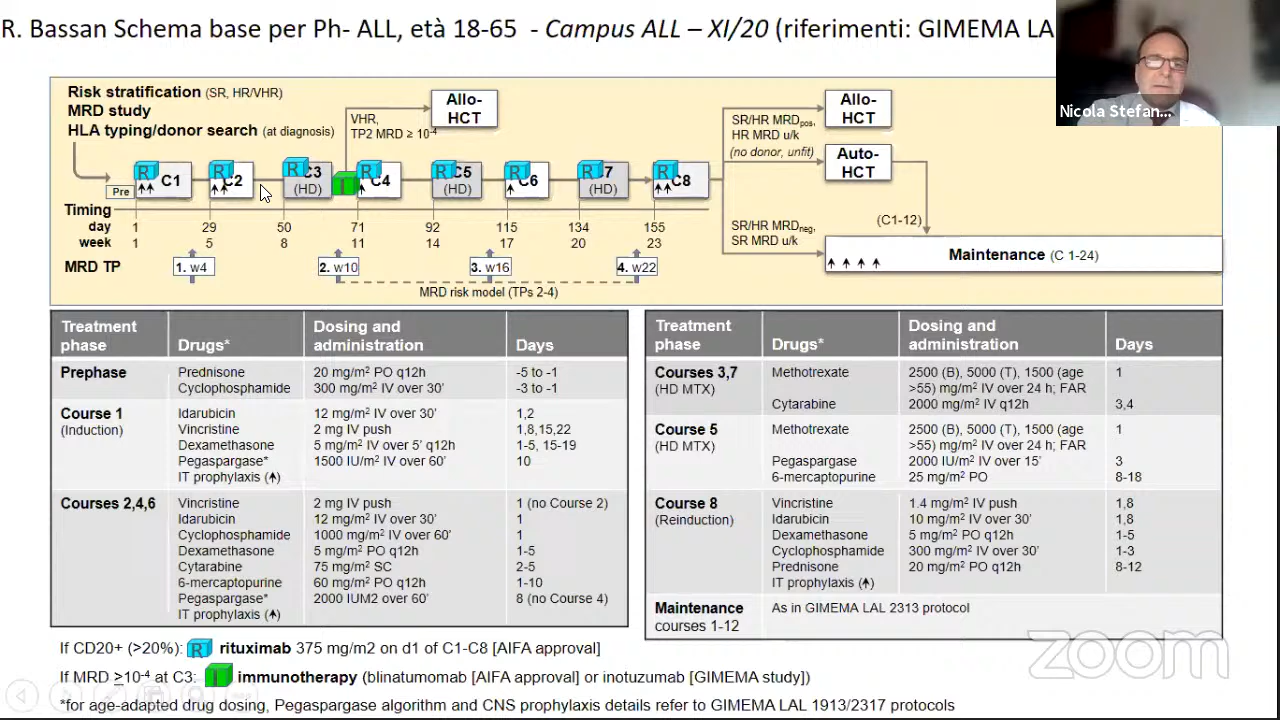 R. Bassan Schema base per Ph- ALL, età 18-65 - Campus ALL – XI/20 (riferimenti: GIMEMA LA
Nicola Stefan...
Risk stratification (SR, HR/VHR)
MRD study
HLA typing/donor search (at diagnosis)
VHR,
TP2 MRD ≥ 10-4
Allo-
HCT
SR/HR MRDpos,
HR MRD u/k
(no donor, unfit)
Allo-
HCT
Auto-
HCT
Pre
R C1
R C2
R C3
(HD)
R C4
R C5
(HD)
R C6
R 7
(HD)
R C8
SR/HR MRDneg,
SR MRD u/k
(C1-12)
Maintenance (C 1-24)
Timing
day 1 29 50 71 92 115 134 155
week 1 5 8 11 14 17 20 23
MRD TP 1. w4 2. w10 3. w16 4. w22
MRD risk model (TPs 2-4)
Treatment phase Drugs* Dosing and administration Days
Prephase Prednisone 20 mg/m2 PO q12h -5 to -1
Cyclophosphamide 300 mg/m2 IV over 30’ -3 to -1
Course 1 Idarubicin 12 mg/m2 IV over 30’ 1,2
(Induction) Vincristine 2 mg IV push 1,8,15,22
Dexamethasone 5 mg/m2 IV over 5’ q12h 1-5, 15-19
Pegaspargase* 1500 IU/m2 IV over 60’ 10
IT prophylaxis (↑)
Courses 2,4,6 Vincristine 2 mg IV push 1 (no Course 2)
Idarubicin 12 mg/m2 IV over 30’ 1
Cyclophosphamide 1000 mg/m2 IV over 60’ 1
Dexamethasone 5 mg/m2 PO q12h 1-5
Cytarabine 75 mg/m2 SC 2-5
6-mercaptopurine 60 mg/m2 PO q12h 1-10
Pegaspargase* 2000 IUM2 over 60’ 8 (no Course 4)
IT prophylaxis (↑)
Treatment phase Drugs* Dosing and administration Days
Courses 3,7 Methotrexate 2500 (B), 5000 (T), 1500 (age 1
(HD MTX) >55) mg/m2 IV over 24 h; FAR
Cytarabine 2000 mg/m2 IV q12h 3,4
Course 5 Methotrexate 2500 (B), 5000 (T), 1500 (age 1
(HD MTX) >55) mg/m2 IV over 24 h; FAR
Pegaspargase 2000 IU/m2 IV over 15’ 3
6-mercaptopurine 25 mg/m2 PO 8-18
Course 8 Vincristine 1.4 mg/m2 IV push 1,8
(Reinduction) Idarubicin 10 mg/m2 IV over 30’ 1,8
Dexamethasone 5 mg/m2 PO q12h 1-5
Cyclophosphamide 300 mg/m2 IV over 30’ 1-3
Prednisone 20 mg/m2 PO q12h 8-12
IT prophylaxis (↑)
Maintenance As in GIMEMA LAL 2313 protocol
courses 1-12
If CD20+ (>20%): R rituximab 375 mg/m2 on d1 of C1-C8 [AIFA approval]
If MRD ≥10-4 at C3: immunotherapy (blinatumomab [AIFA approval] or inotuzumab [GIMEMA study])
*for age-adapted drug dosing, Pegaspargase algorithm and CNS prophylaxis details refer to GIMEMA LAL 1913/2317 protocols
zoom